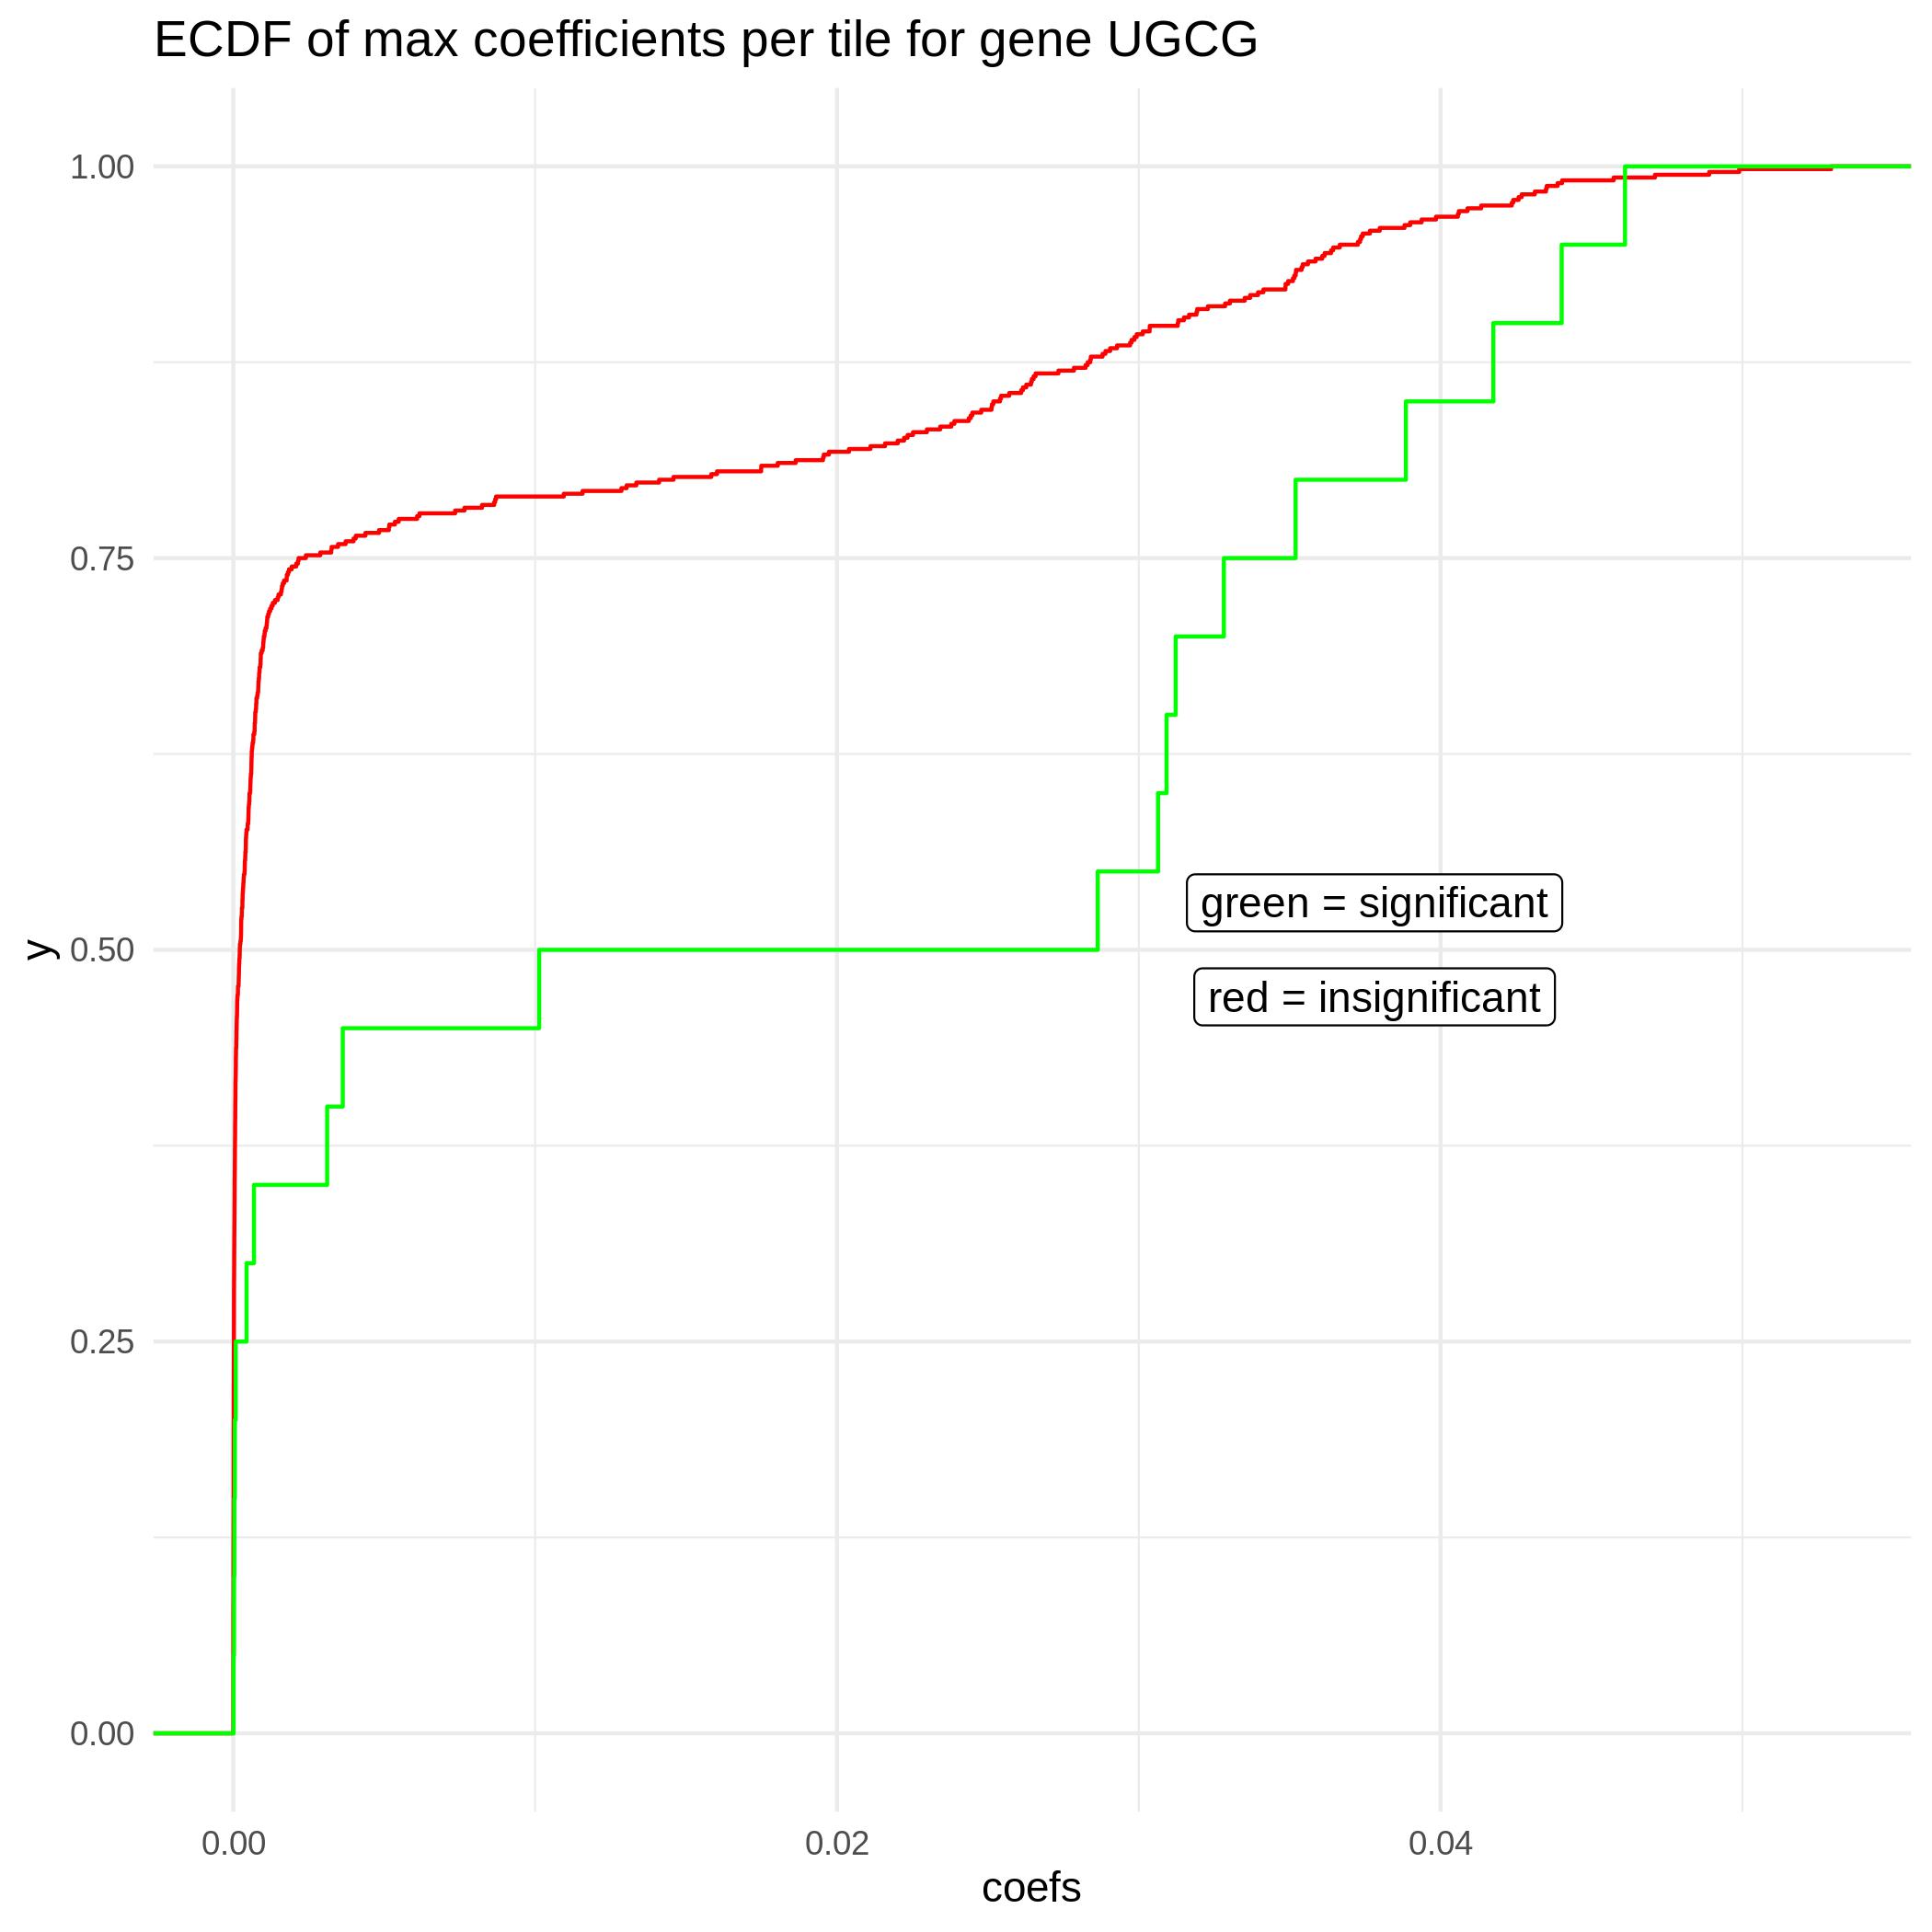 ECDF of max coefficients per tile for gene UGCG
1.00
0.75
0.50
0.25
0.00
y
green = significant
red = insignificant
0.00
0.02
0.04
coefs